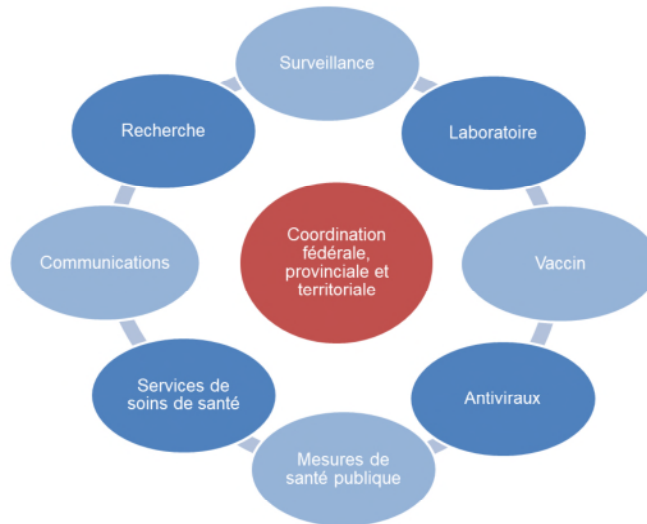 Surveillance
Recherche
Laboratoire
Coordination
fédérale,
provinciale et
territoriale
Communications
Vaccin
Services de
soins de santé
Antiviraux
Mesures de
santé publique